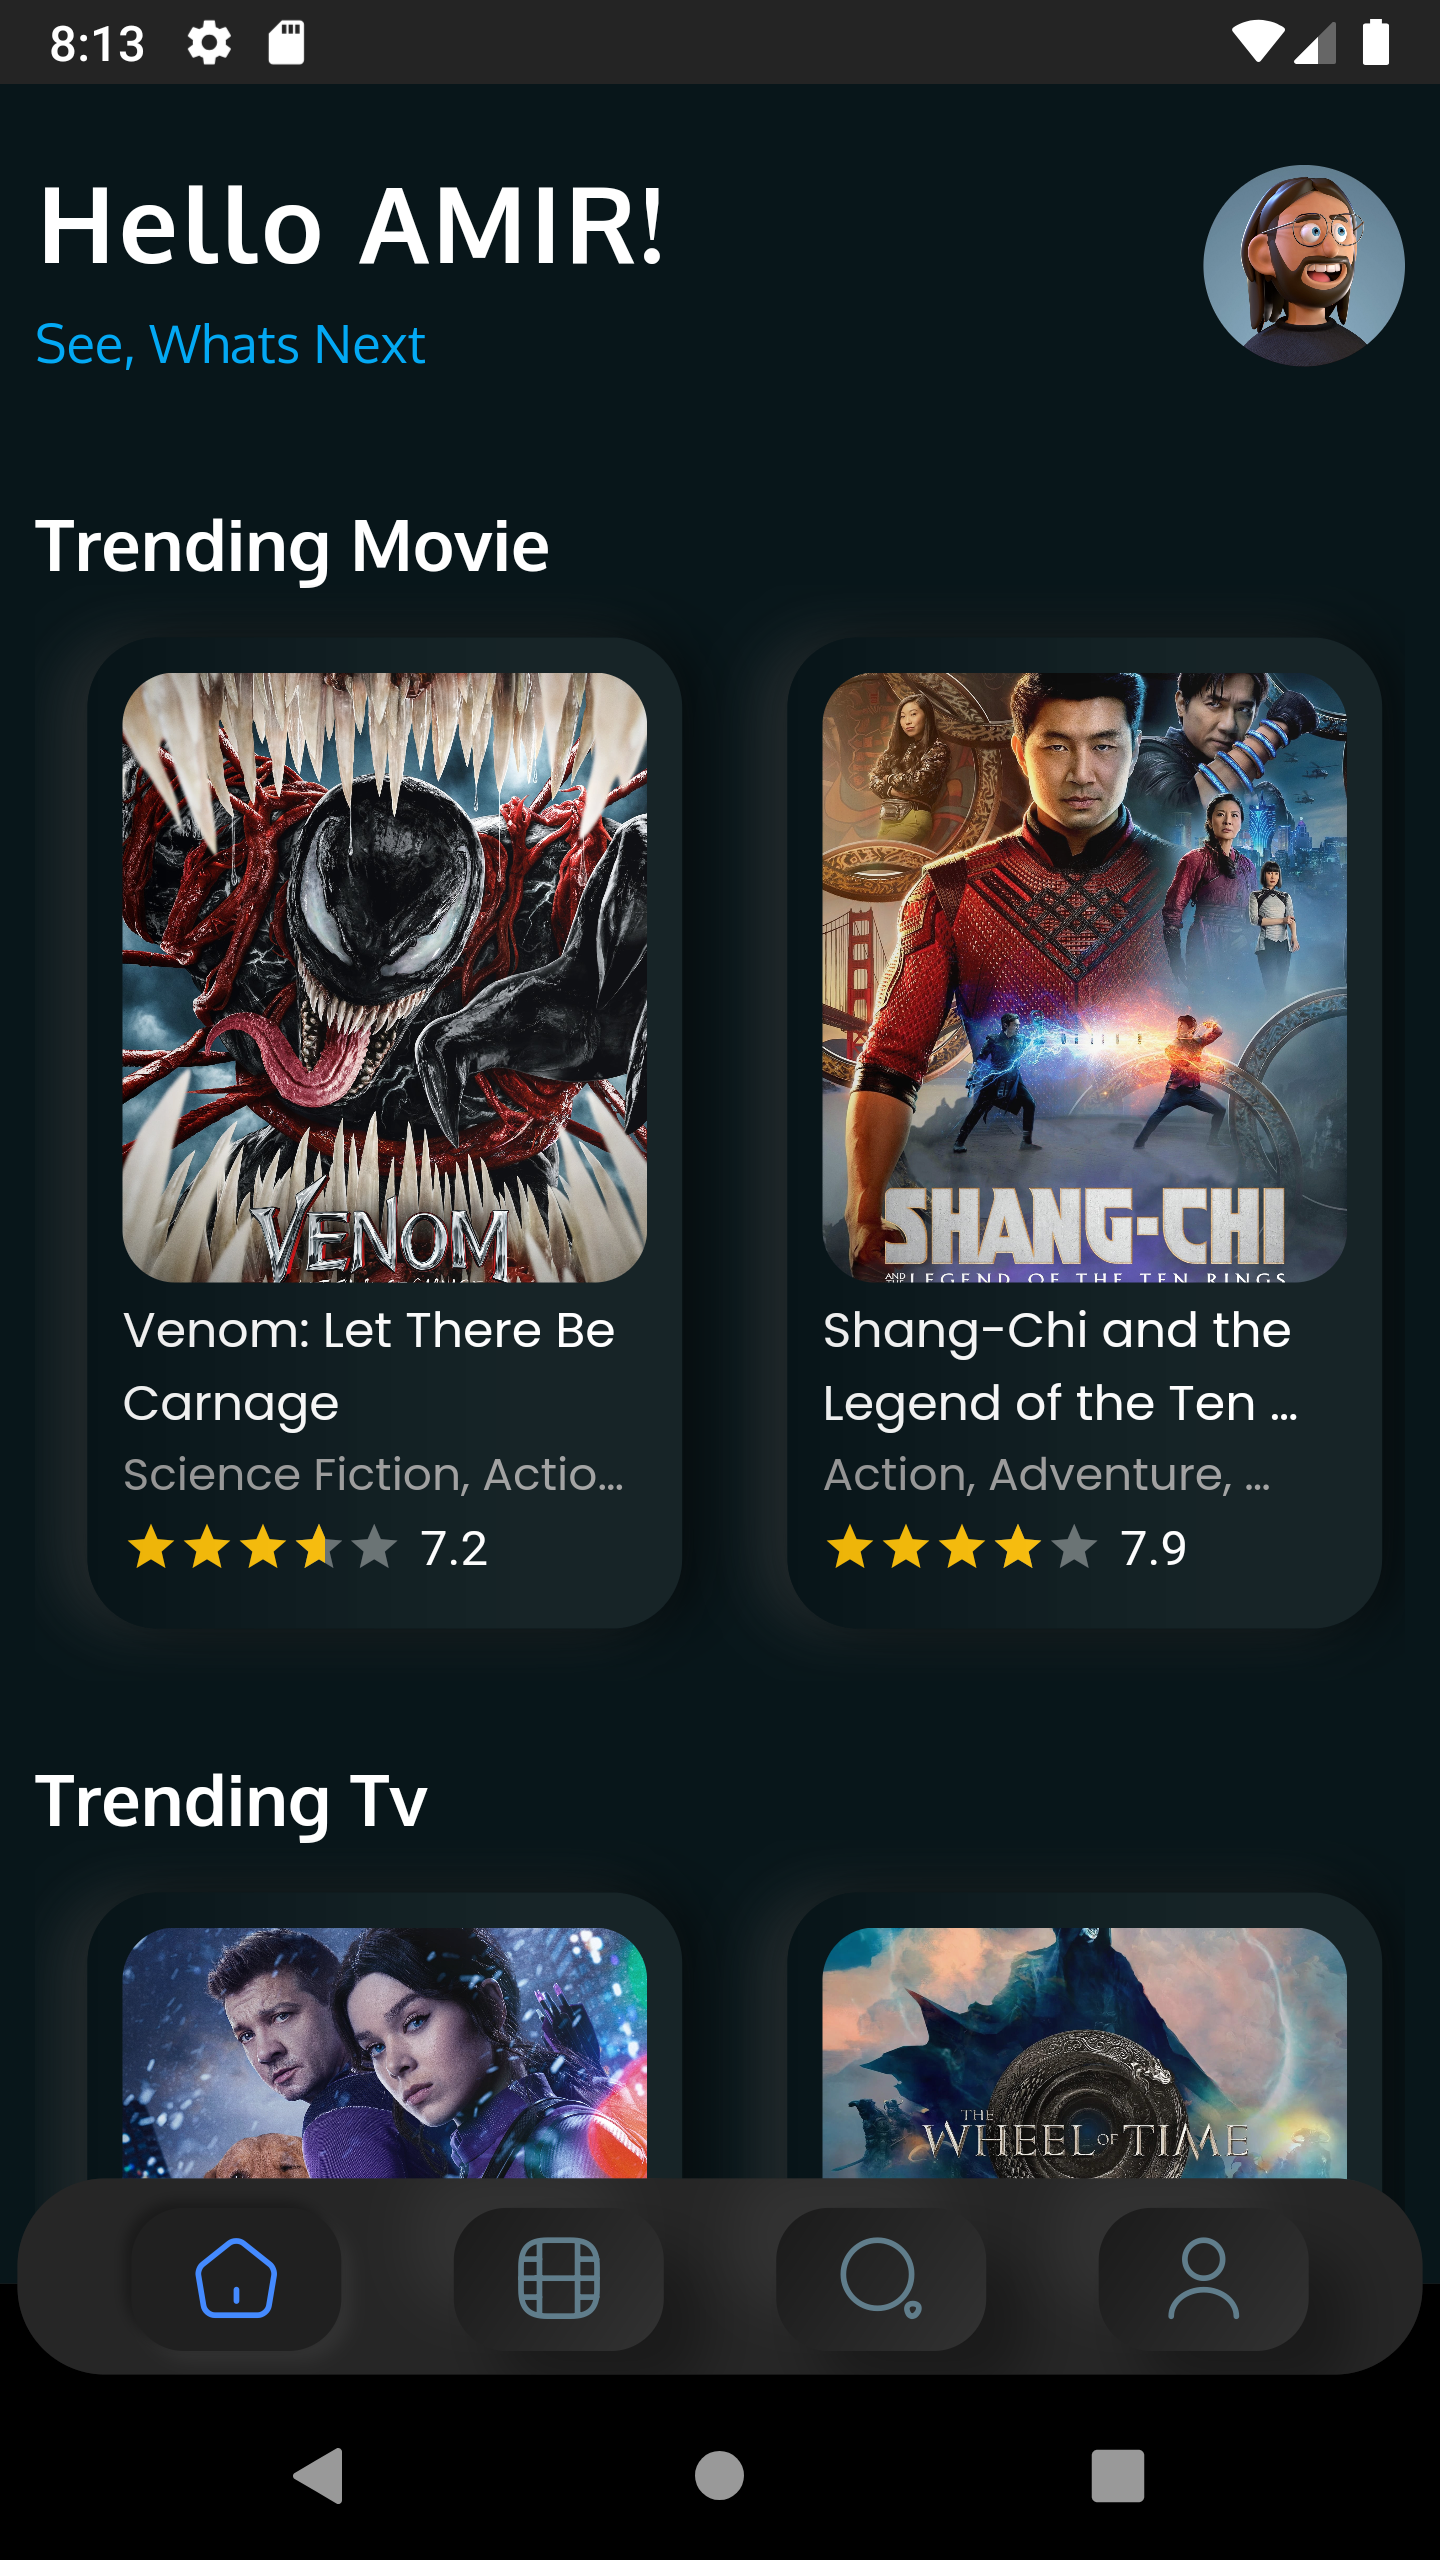 8:13
Hello AMIR!
See, Whats Next
Trending Movie
VENOM
SHANG-CHI
AND THE LEGEND OF THE TEN RINGS
Venom: Let There Be
Carnage
Science Fiction, Actio...
7.2
Shang-Chi and the
Legend of the Ten ...
Action, Adventure, ...
7.9
Trending Tv
THE
WHEEL OF TIME